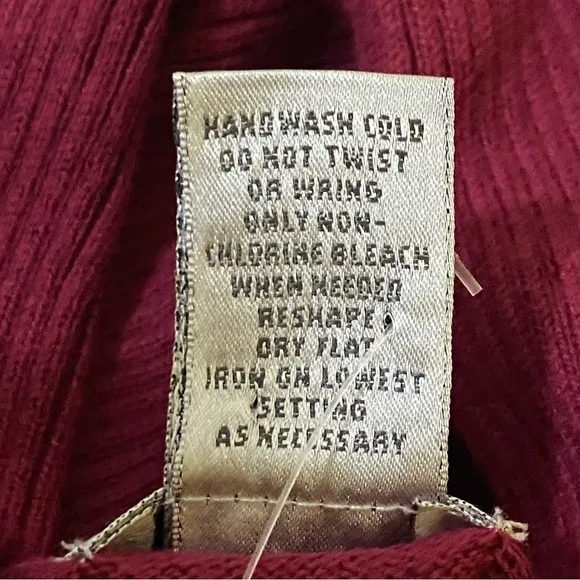 HAND WASH COLD
DO NOT TWIST
OR WRING
ONLY NON-
CHLORINE BLEACH
WHEN NEEDED
RESHAPE
DRY FLAT
IRON ON LOWEST
SETTING
AS NECESSARY